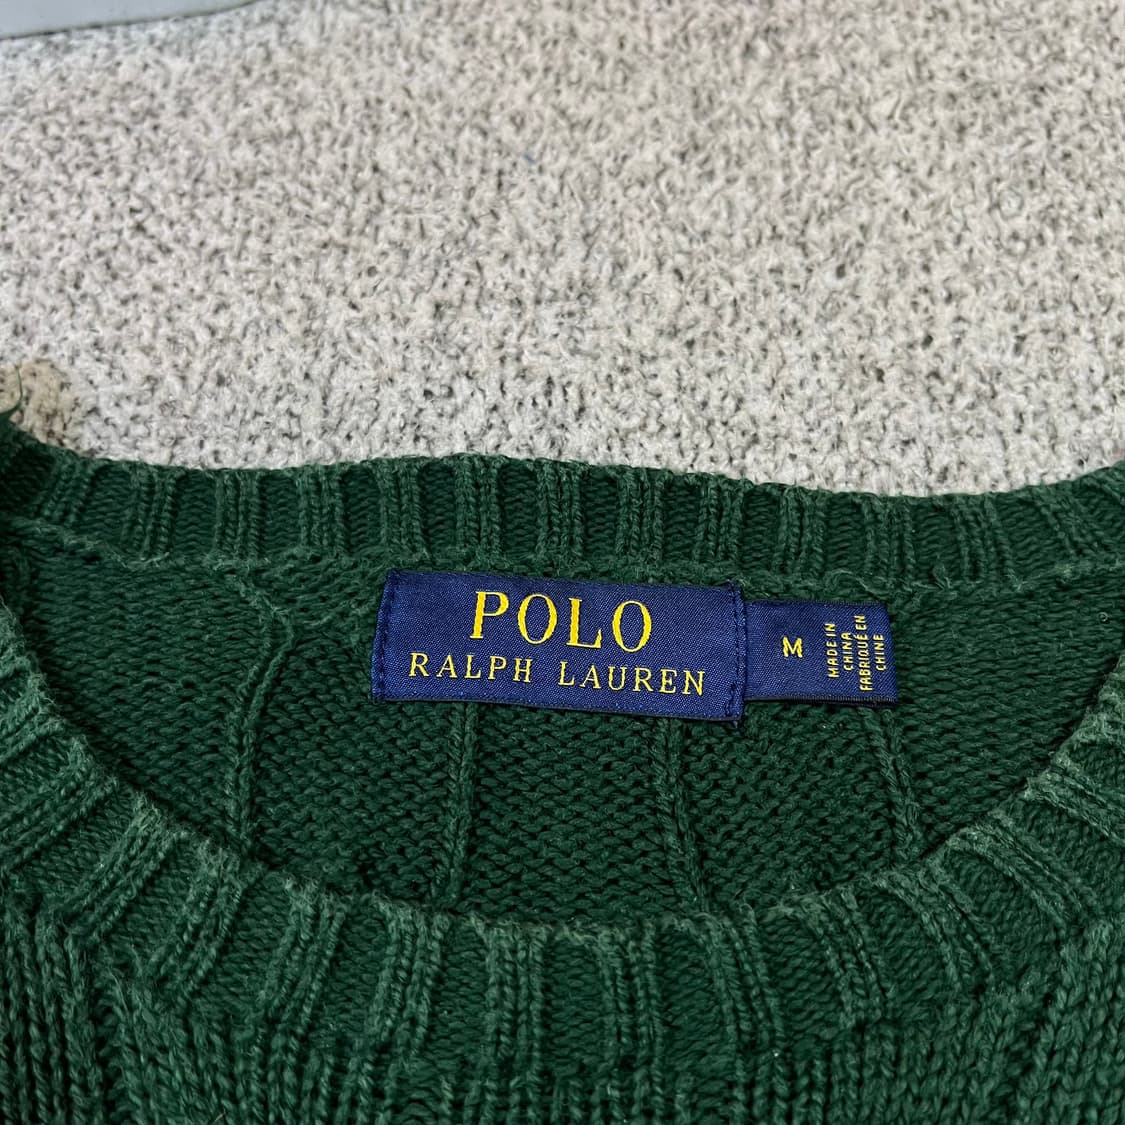 POLO
RALPH LAUREN
M
MADE IN
CHINA
FABRIQUÉ EN
CHINE